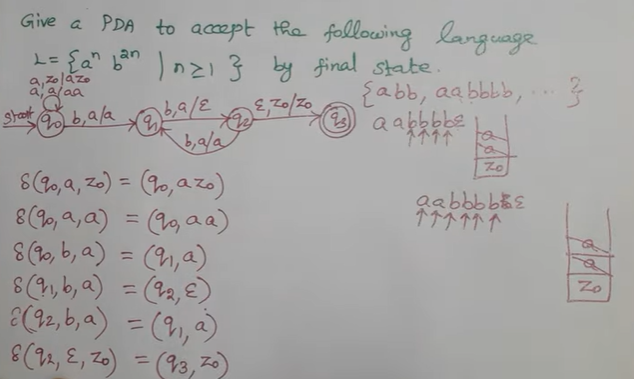 Give a PDA to accept the following language
L = {aⁿ b²ⁿ | n ≥ 1 } by final state.
{abb, aabbbb, ... }
a, z₀/az₀
a, a/aa
start q₀ b, a/a q₁ b, a/ε q₂ ε, z₀/z₀ q₃
b, a/a
aabbbbε
a
a
z₀
δ(q₀, a, z₀) = (q₀, az₀)
δ(q₀, a, a) = (q₀, aa)
aabbbbε
δ(q₀, b, a) = (q₁, a)
δ(q₁, b, a) = (q₂, ε)
a
a
z₀
δ(q₂, b, a) = (q₁, a)
δ(q₂, ε, z₀) = (q₃, z₀)